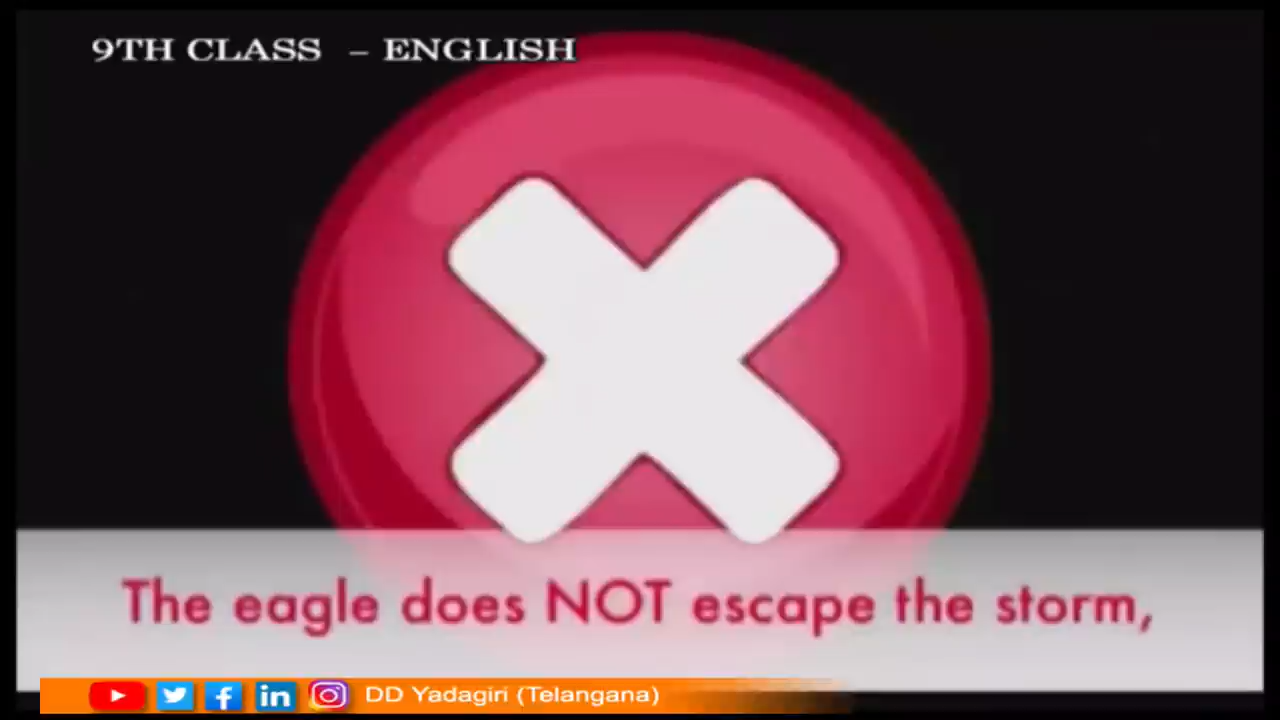 9TH CLASS – ENGLISH
The eagle does NOT escape the storm,
DD Yadagiri (Telangana)